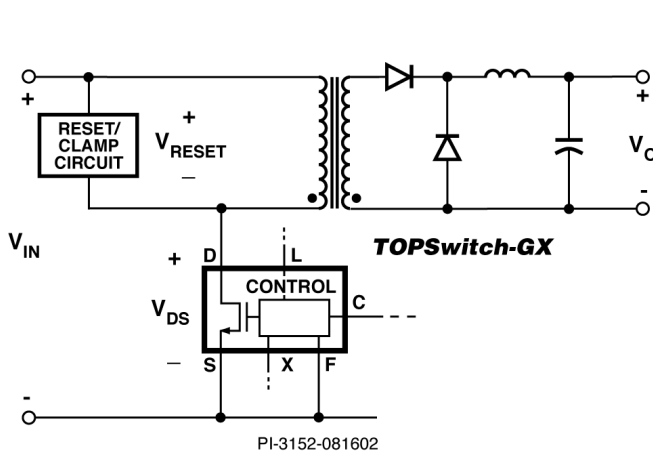 +
RESET/
CLAMP
CIRCUIT
+
VRESET
–
+
VO
-
VIN
TOPSwitch-GX
+
D
L
CONTROL
C
VDS
–
S
X
F
-
PI-3152-081602